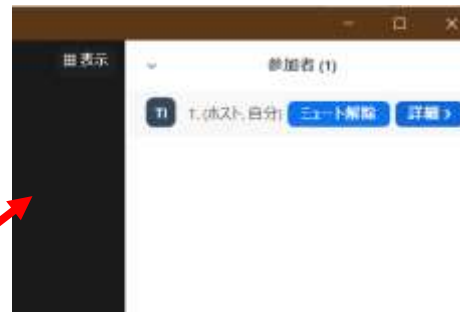 表示
参加者 (1)
TI T. (ホスト, 自分) ミュート解除 詳細 >